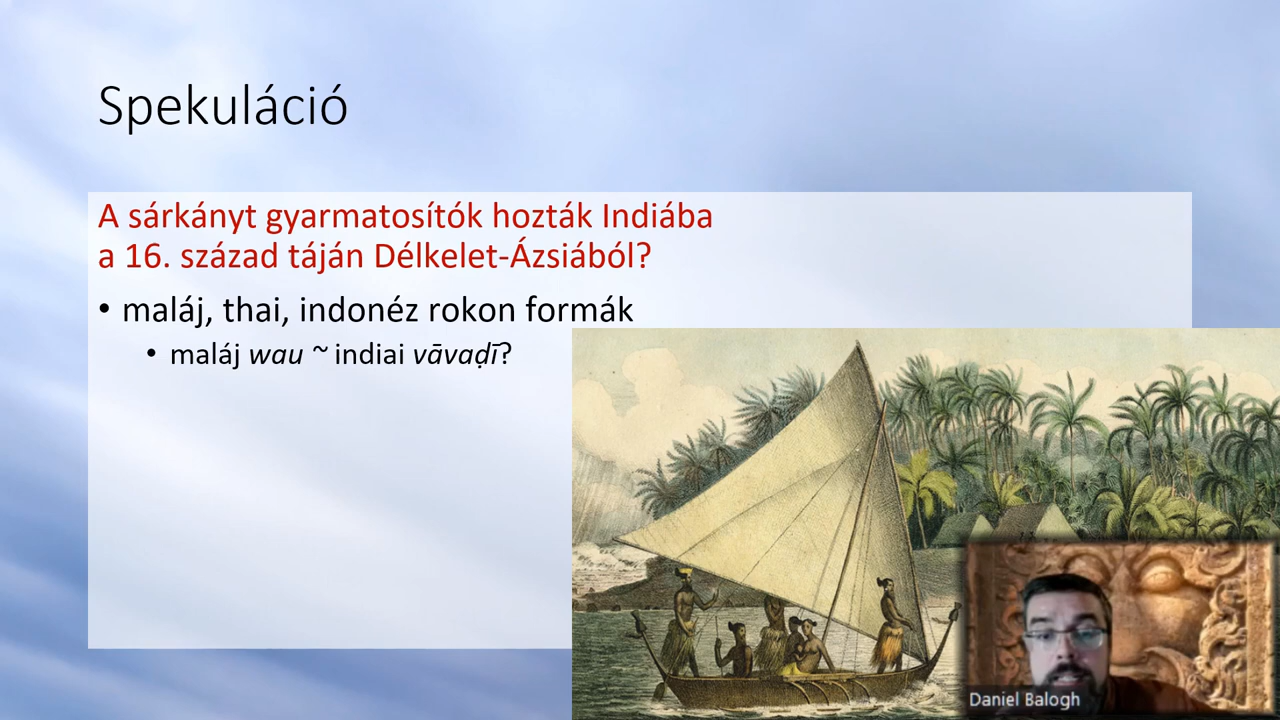 Spekuláció
A sárkányt gyarmatosítók hozták Indiába
a 16. század táján Délkelet-Ázsiából?
• maláj, thai, indonéz rokon formák
• maláj wau ~ indiai vāvaḍī?
Daniel Balogh